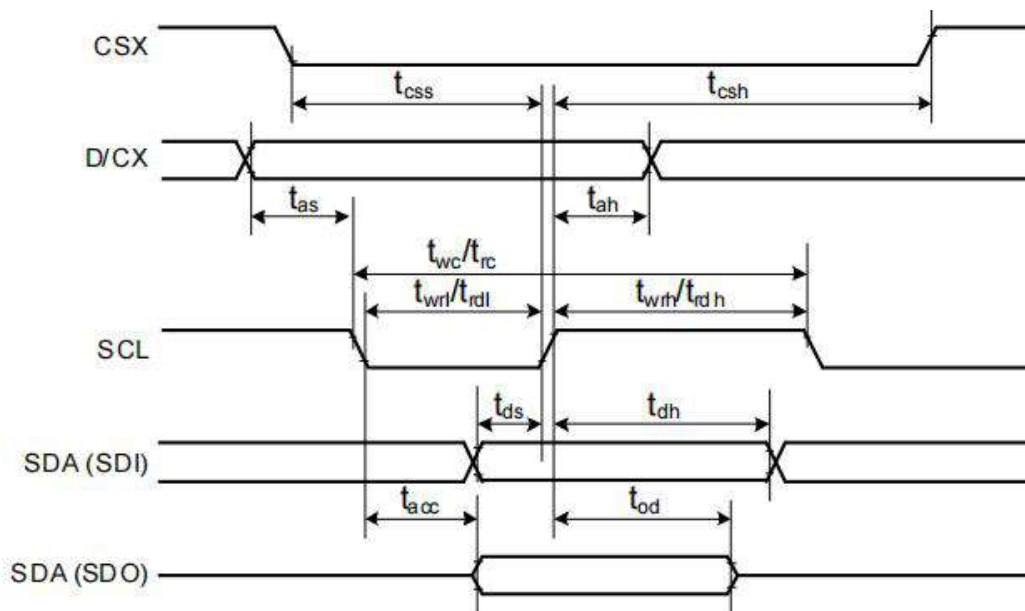 CSX
tcss
tcsh
D/CX
tas
tah
twc/trc
twrl/trdl
twrh/trdh
SCL
tds
tdh
SDA (SDI)
tacc
tod
SDA (SDO)